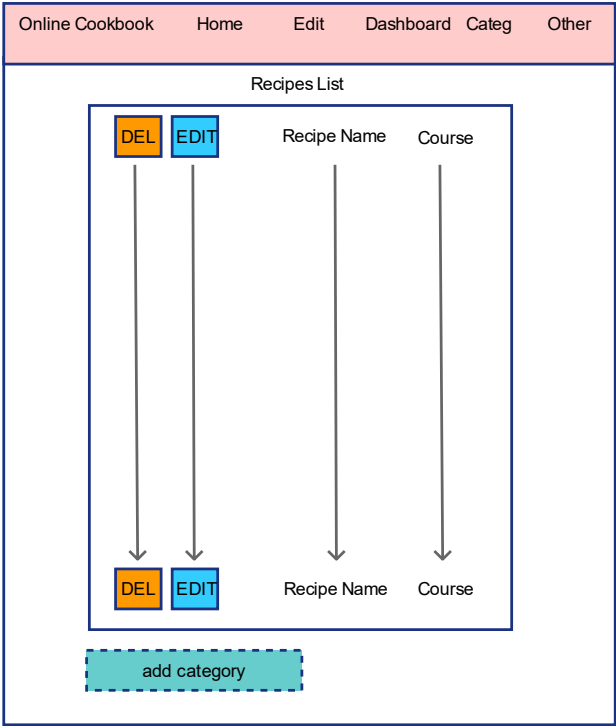 Online Cookbook Home Edit Dashboard Categ Other
Recipes List
DEL EDIT Recipe Name Course
DEL EDIT Recipe Name Course
add category